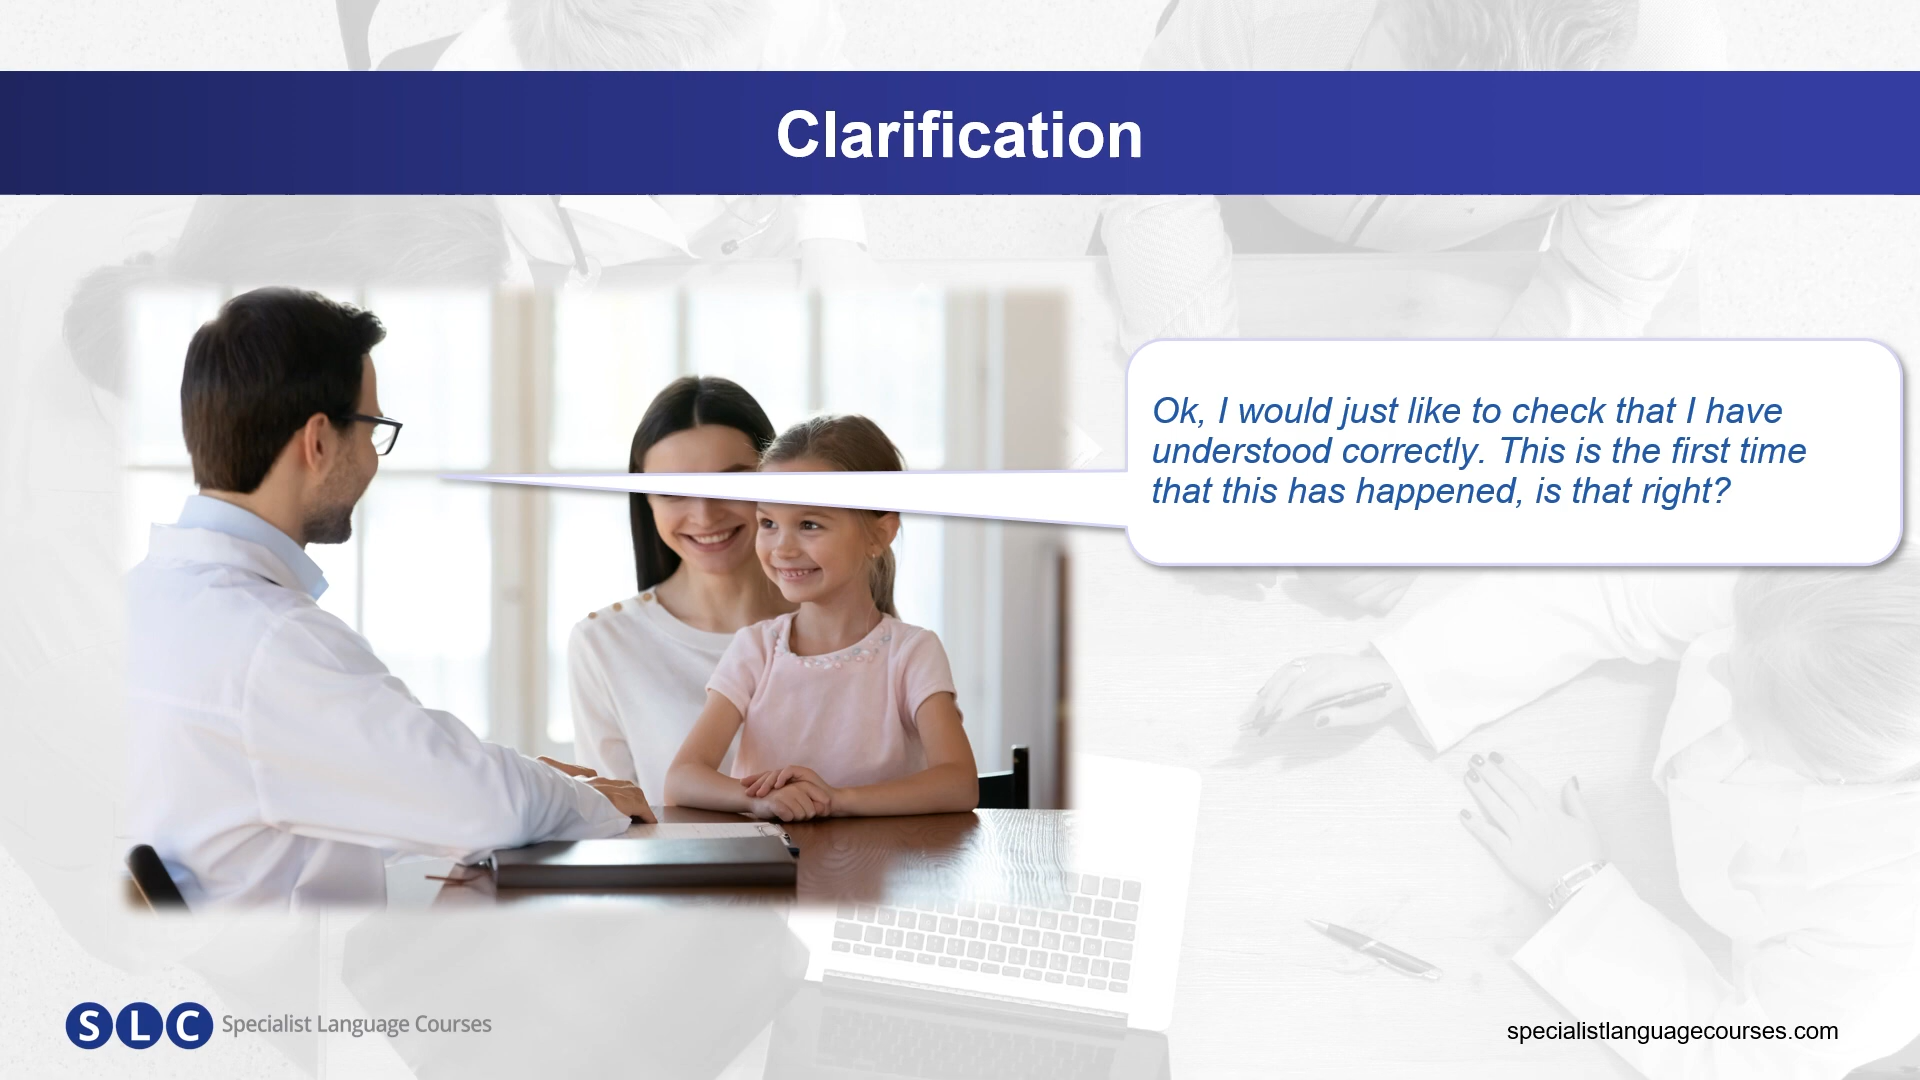 Clarification
Ok, I would just like to check that I have
understood correctly. This is the first time
that this has happened, is that right?
SLC Specialist Language Courses
specialistlanguagecourses.com